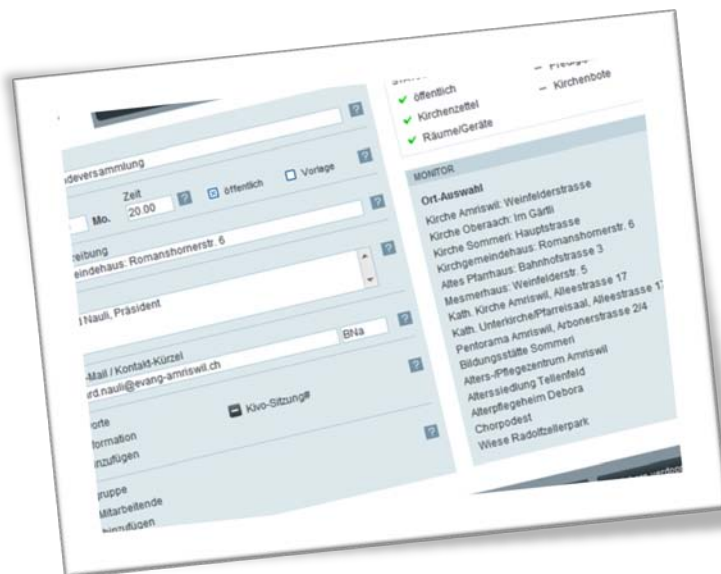 deversammlung
Zeit
Mo.
20.00
öffentlich
Vorlage
eibung
eindehaus: Romanshornerstr. 6
Nauli, Präsident
-Mail / Kontakt-Kürzel
ard.nauli@evang-amriswil.ch
BNa
orte
formation
inzufügen
Kivo-Sitzung#
gruppe
Mitarbeitende
hinzufügen
öffentlich
Kirchenzettel
Räume/Geräte
– Kirchenbote
MONITOR
Ort-Auswahl
Kirche Amriswil: Weinfelderstrasse
Kirche Oberaach: Im Gärtli
Kirche Sommeri: Hauptstrasse
Kirchgemeindehaus: Romanshornerstr. 6
Altes Pfarrhaus: Bahnhofstrasse 3
Mesmerhaus: Weinfelderstr. 5
Kath. Kirche Amriswil, Alleestrasse 17
Kath. Unterkirche/Pfarreisaal, Alleestrasse 17
Pentorama Amriswil, Arbonerstrasse 2/4
Bildungsstätte Sommeri
Alters-/Pflegezentrum Amriswil
Alterssiedlung Tellenfeld
Alterpflegeheim Debora
Chorpodest
Wiese Radolfzellerpark